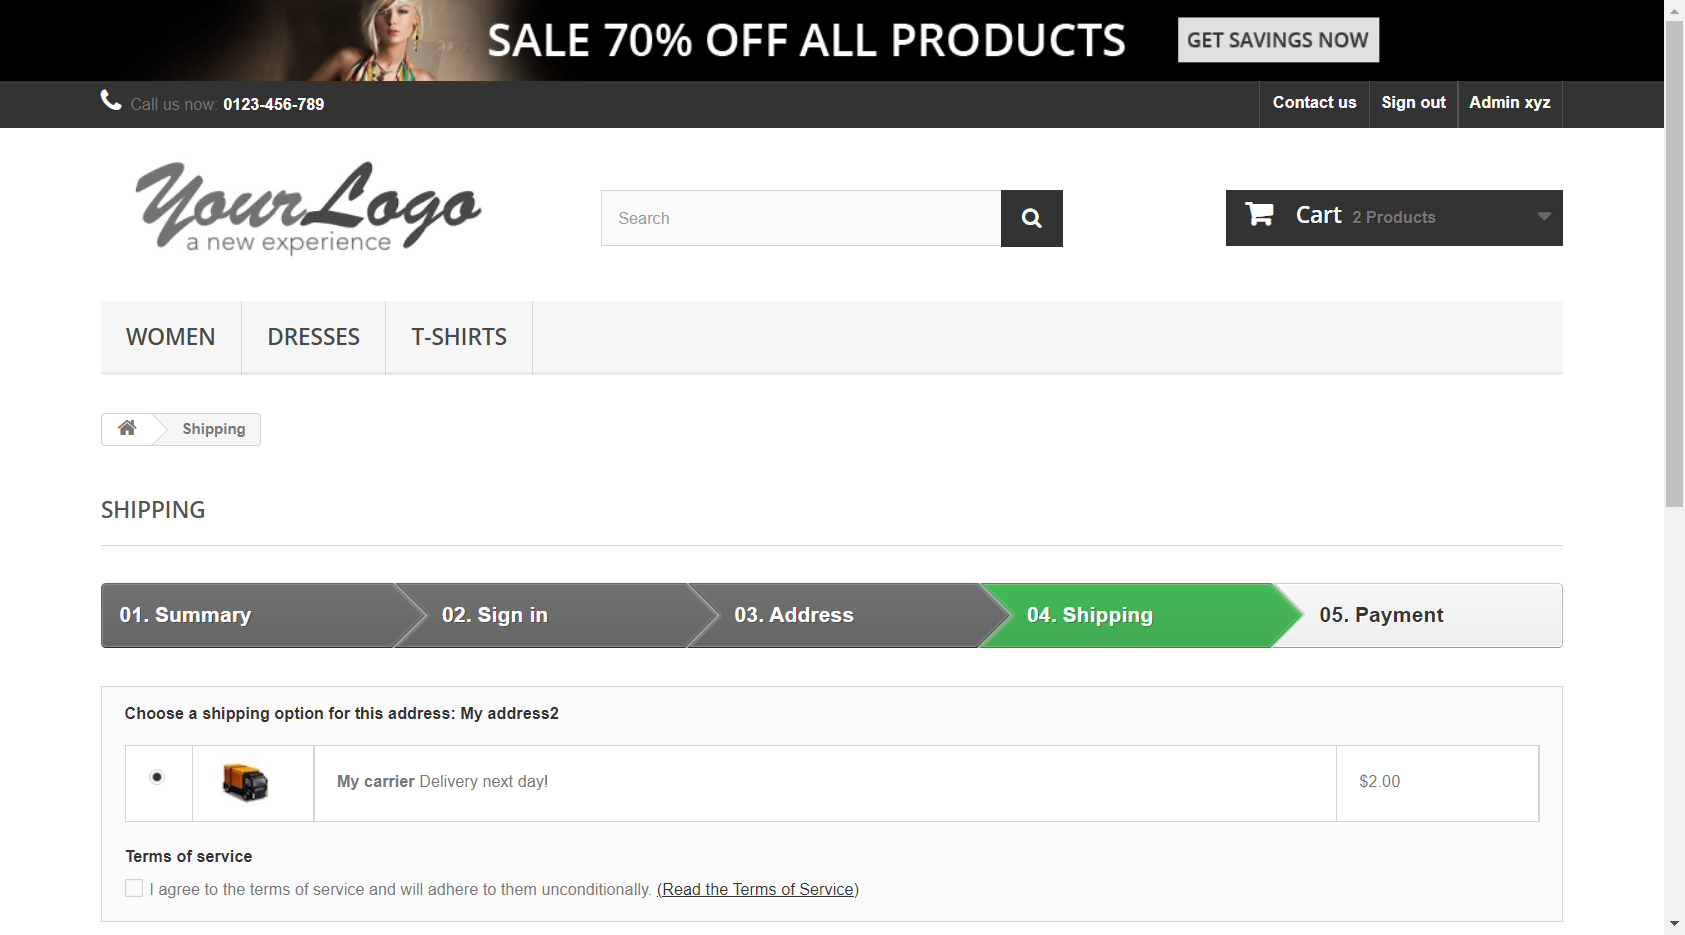 SALE 70% OFF ALL PRODUCTS
GET SAVINGS NOW
Call us now: 0123-456-789
Contact us
Sign out
Admin xyz
YourLogo
a new experience
Search
Cart 2 Products
WOMEN
DRESSES
T-SHIRTS
Shipping
SHIPPING
01. Summary
02. Sign in
03. Address
04. Shipping
05. Payment
Choose a shipping option for this address: My address2
My carrier Delivery next day!
$2.00
Terms of service
I agree to the terms of service and will adhere to them unconditionally. (Read the Terms of Service)